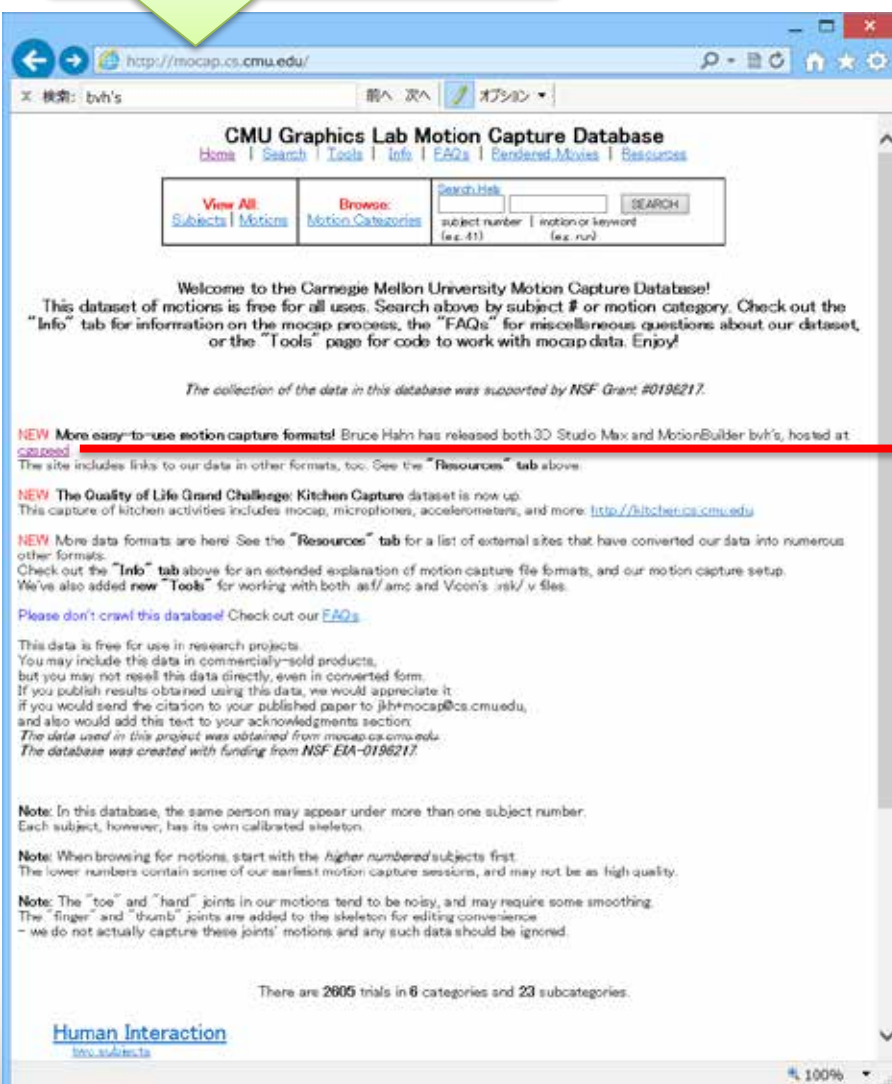 http://mocap.cs.cmu.edu/
x 検索: bvh's 前へ 次へ オプション
CMU Graphics Lab Motion Capture Database
Home | Search | Tools | Info | FAQs | Rendered Movies | Resources
View All:
Subjects | Motions
Browse:
Motion Categories
Search Help
SEARCH
subject number | motion or keyword
(e.g. 41) (e.g. run)
Welcome to the Carnegie Mellon University Motion Capture Database!
This dataset of motions is free for all uses. Search above by subject # or motion category. Check out the
"Info" tab for information on the mocap process, the "FAQs" for miscellaneous questions about our dataset,
or the "Tools" page for code to work with mocap data. Enjoy!
The collection of the data in this database was supported by NSF Grant #0196217.
NEW! More easy-to-use motion capture formats! Bruce Hahn has released both 3D Studio Max and MotionBuilder bvh's, hosted at
cgspeed
The site includes links to our data in other formats, too. See the "Resources" tab above.
NEW! The Quality of Life Grand Challenge: Kitchen Capture dataset is now up.
This capture of kitchen activities includes mocap, microphones, accelerometers, and more: http://kitchen.cs.cmu.edu
NEW! More data formats are here! See the "Resources" tab for a list of external sites that have converted our data into numerous
other formats.
Check out the "Info" tab above for an extended explanation of motion capture file formats, and our motion capture setup.
We've also added new "Tools" for working with both asf/amc and Vicon's .vsk/.v files.
Please don't crawl this database! Check out our FAQs
This data is free for use in research projects.
You may include this data in commercially-sold products,
but you may not resell this data directly, even in converted form.
If you publish results obtained using this data, we would appreciate it
if you would send the citation to your published paper to jkh+mocap@cs.cmu.edu,
and also would add this text to your acknowledgments section:
The data used in this project was obtained from mocap.cs.cmu.edu.
The database was created with funding from NSF EIA-0196217.
Note: In this database, the same person may appear under more than one subject number.
Each subject, however, has its own calibrated skeleton.
Note: When browsing for motions, start with the higher numbered subjects first.
The lower numbers contain some of our earliest motion capture sessions, and may not be as high quality.
Note: The "toe" and "hand" joints in our motions tend to be noisy, and may require some smoothing.
The "finger" and "thumb" joints are added to the skeleton for editing convenience
- we do not actually capture these joints' motions and any such data should be ignored.
There are 2605 trials in 6 categories and 23 subcategories.
Human Interaction
two subjects
100%